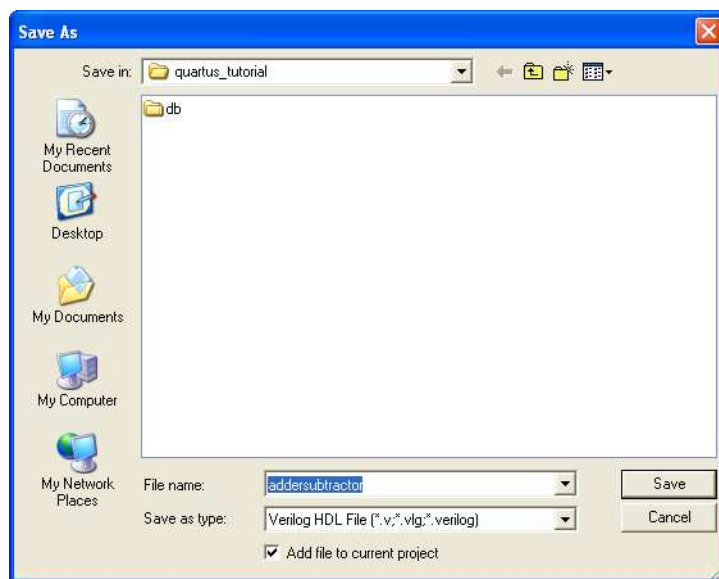 Save As
Save in:
quartus_tutorial
db
My Recent
Documents
Desktop
My Documents
My Computer
My Network
Places
File name:
addersubtractor
Save
Save as type:
Verilog HDL File (*.v;*.vlg;*.verilog)
Cancel
Add file to current project